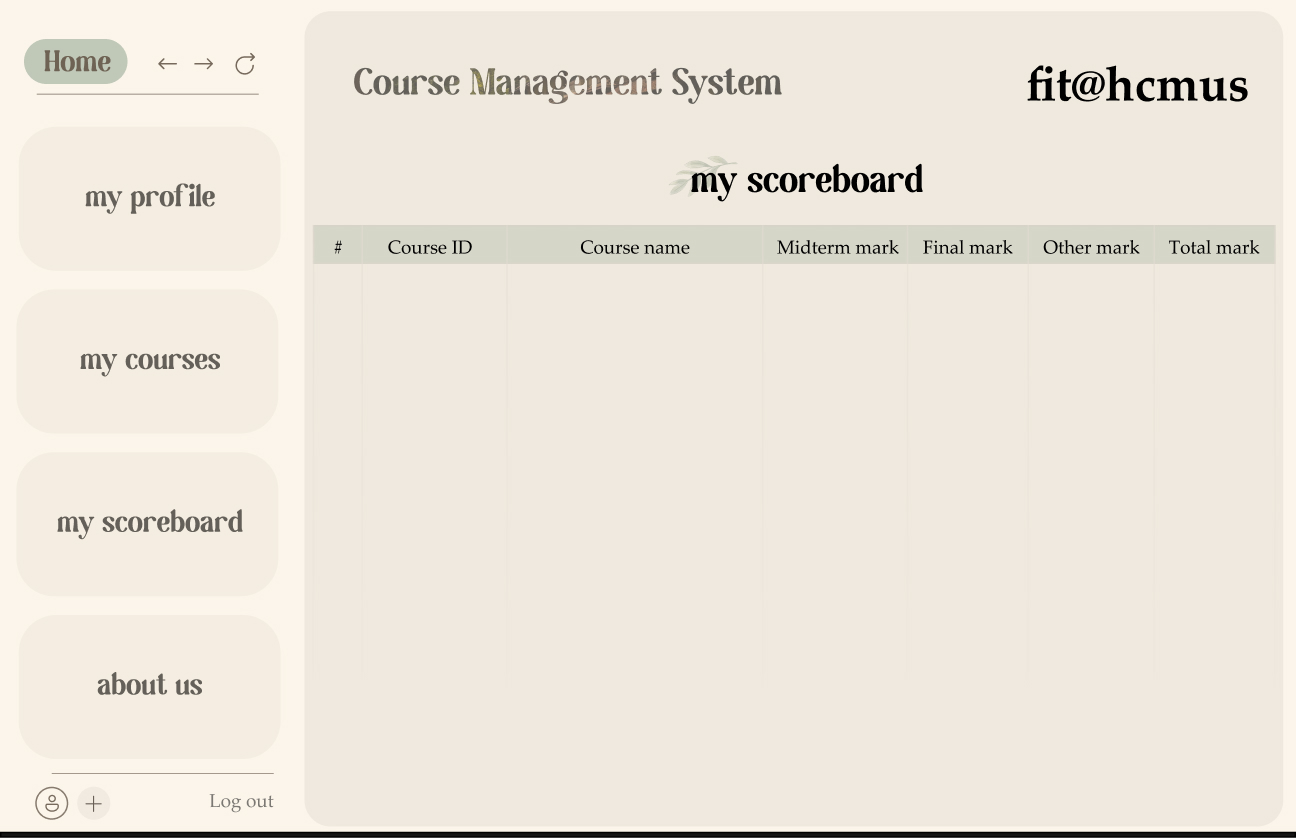 Home
my profile
my courses
my scoreboard
about us
Log out
Course Management System
fit@hcmus
my scoreboard
# Course ID Course name Midterm mark Final mark Other mark Total mark